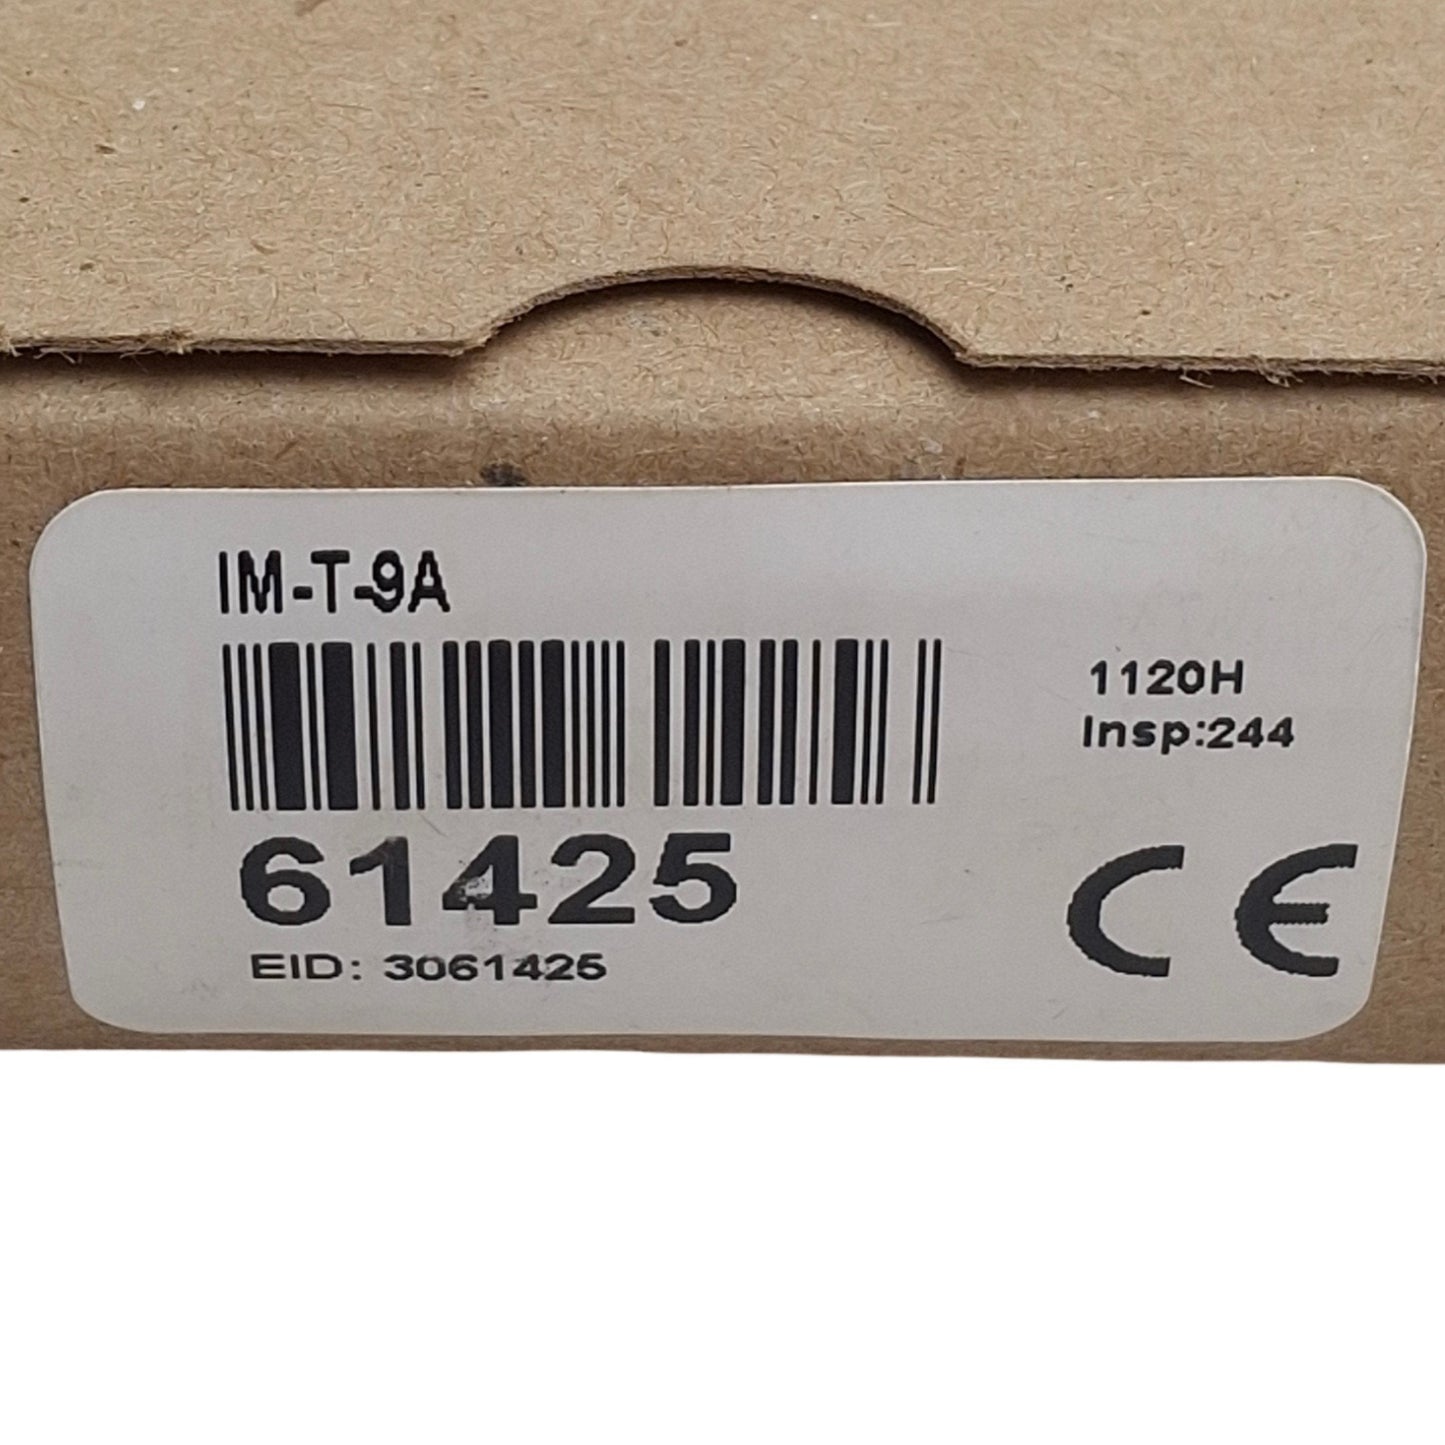 IM-T-9A
1120H
Insp:244
61425
EID: 3061425
CE